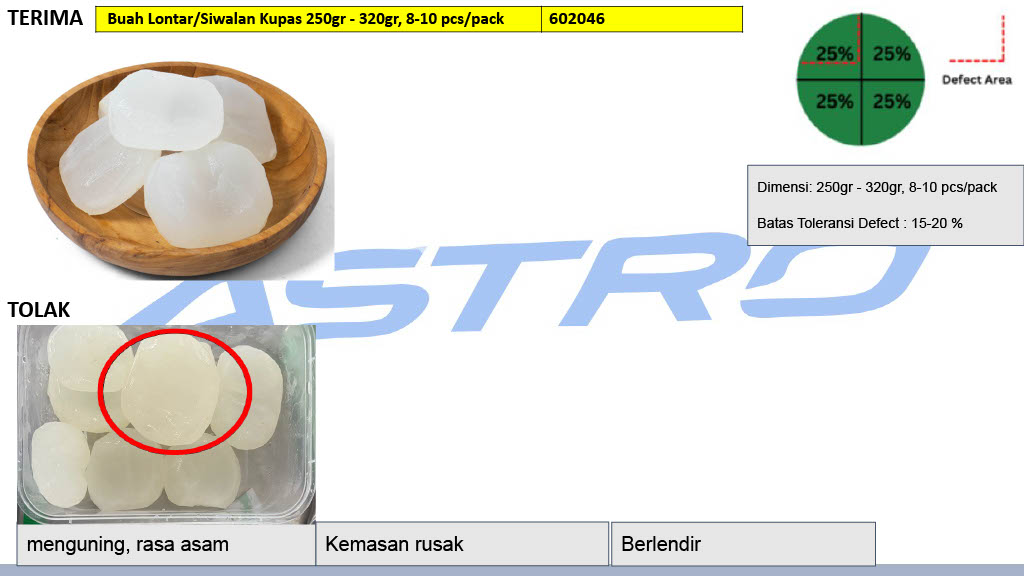 TERIMA
Buah Lontar/Siwalan Kupas 250gr - 320gr, 8-10 pcs/pack
602046
25% 25%
25% 25%
Defect Area
Dimensi: 250gr - 320gr, 8-10 pcs/pack
Batas Toleransi Defect : 15-20 %
ASTRO
TOLAK
menguning, rasa asam
Kemasan rusak
Berlendir